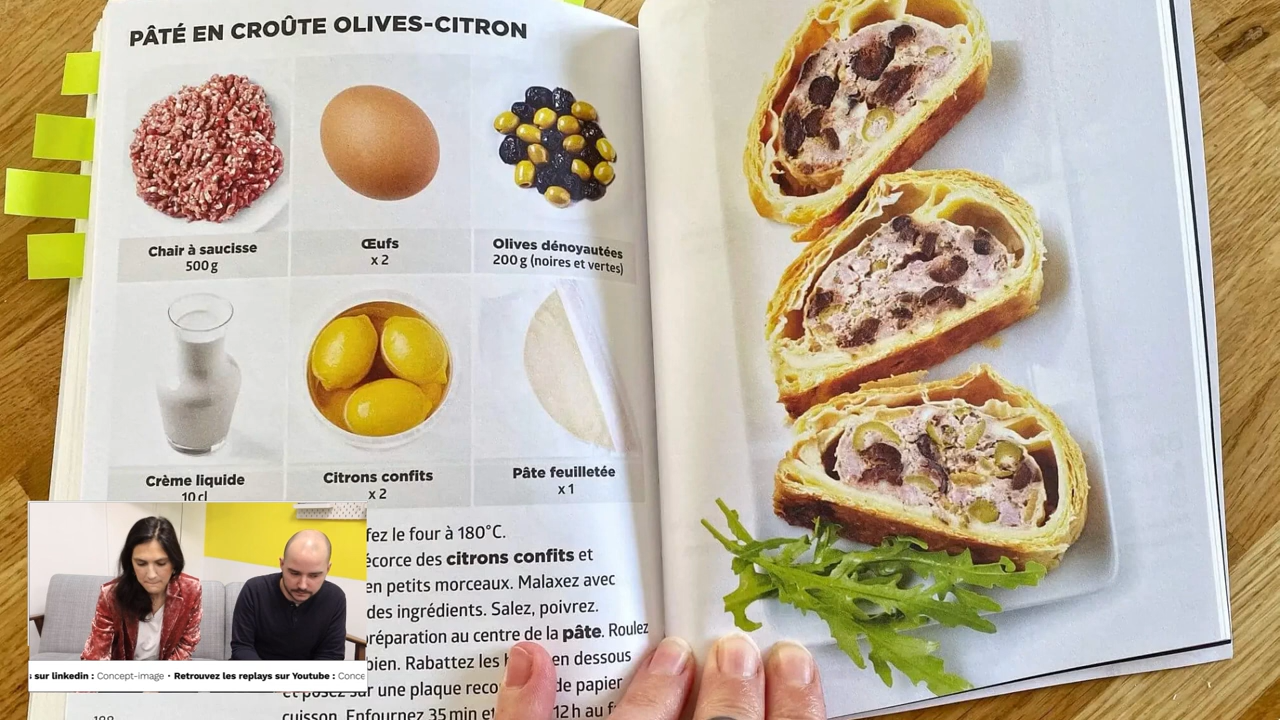 PÂTÉ EN CROÛTE OLIVES-CITRON
Chair à saucisse
500 g
Œufs
x 2
Olives dénoyautées
200 g (noires et vertes)
Crème liquide
10 cl
Citrons confits
x 2
Pâte feuilletée
x 1
fez le four à 180°C.
écorce des citrons confits et
en petits morceaux. Malaxez avec
des ingrédients. Salez, poivrez.
réparation au centre de la pâte. Roulez
bien. Rabattez les en dessous
et posez sur une plaque de papier
cuisson. Enfournez 35 min et 12 h au
sur linkedin : Concept-image • Retrouvez les replays sur Youtube : Conce